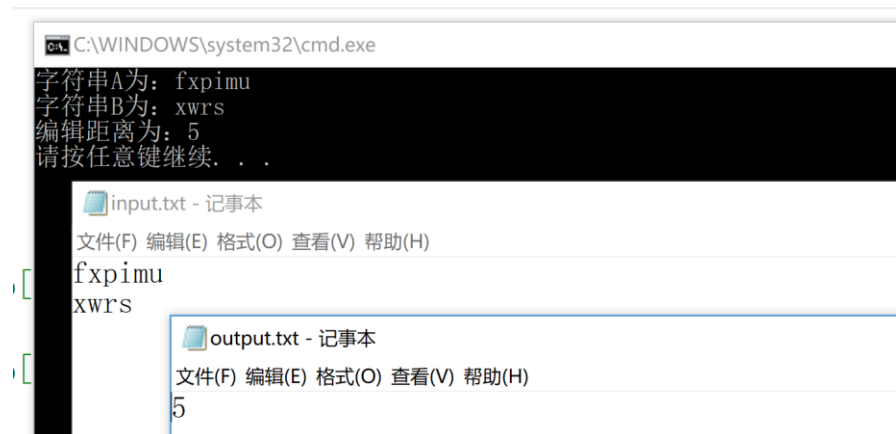 C:\WINDOWS\system32\cmd.exe
字符串A为：fxpimu
字符串B为：xwrs
编辑距离为：5
请按任意键继续. . .
input.txt - 记事本
文件(F) 编辑(E) 格式(O) 查看(V) 帮助(H)
fxpimu
xwrs
output.txt - 记事本
文件(F) 编辑(E) 格式(O) 查看(V) 帮助(H)
5